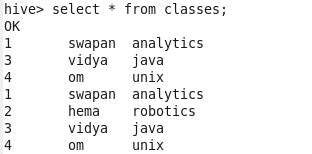 hive> select * from classes;
OK
1 swapan analytics
3 vidya java
4 om unix
1 swapan analytics
2 hema robotics
3 vidya java
4 om unix